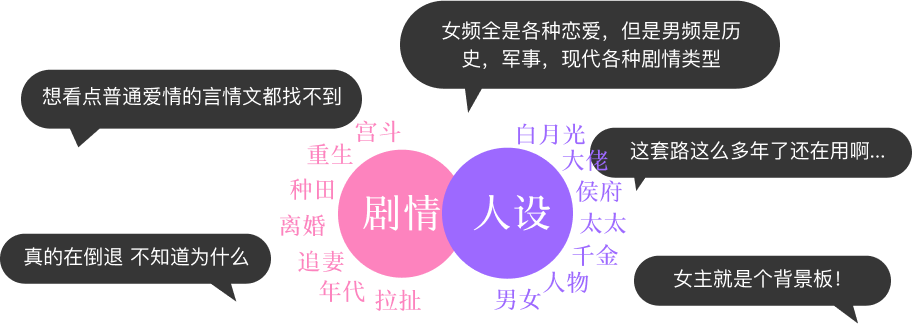 女频全是各种恋爱，但是男频是历
史，军事，现代各种剧情类型
想看点普通爱情的言情文都找不到
这套路这么多年了还在用啊...
真的在倒退 不知道为什么
女主就是个背景板！
宫斗
重生
种田
离婚
追妻
年代
拉扯
剧情
人设
白月光
大佬
侯府
太太
千金
人物
男女